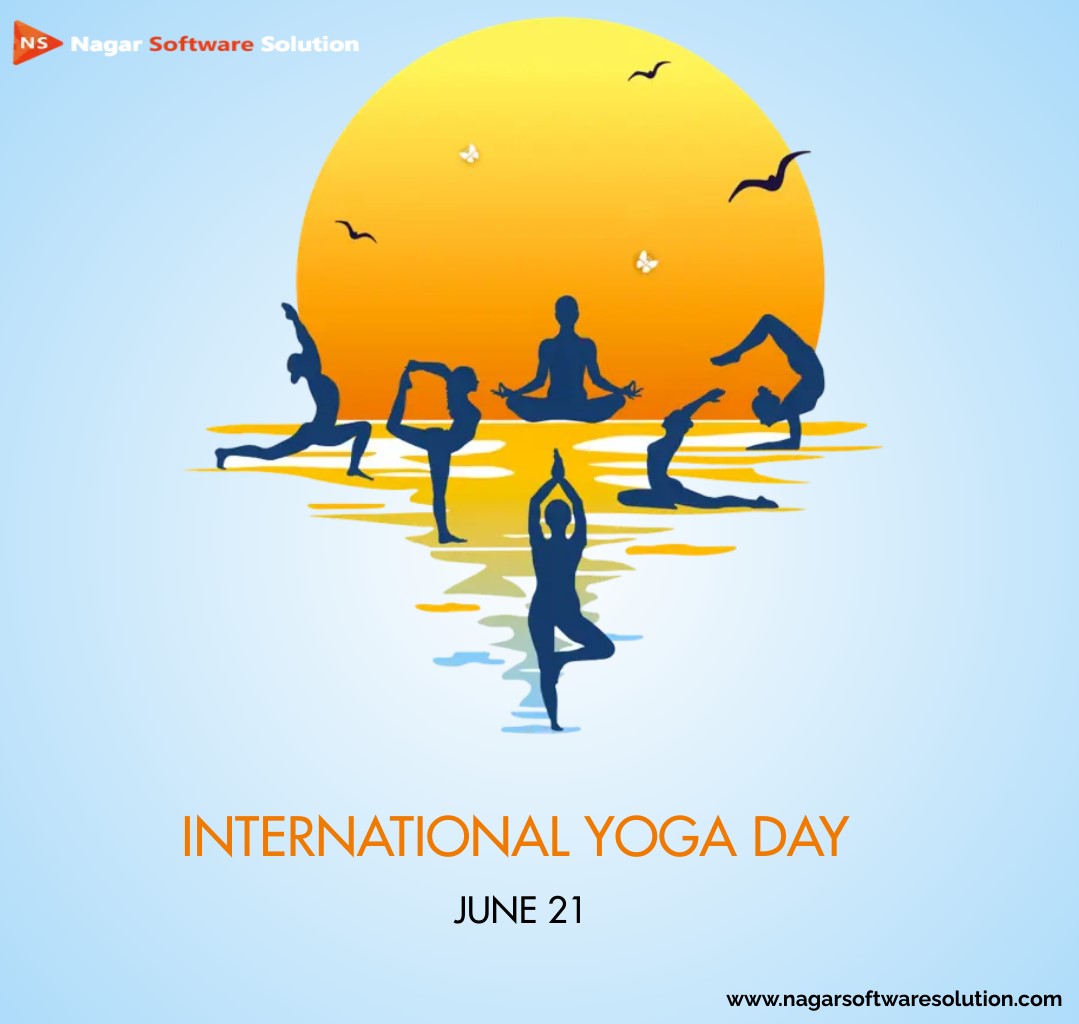 NS Nagar Software Solution
INTERNATIONAL YOGA DAY
JUNE 21
www.nagarsoftwaresolution.com